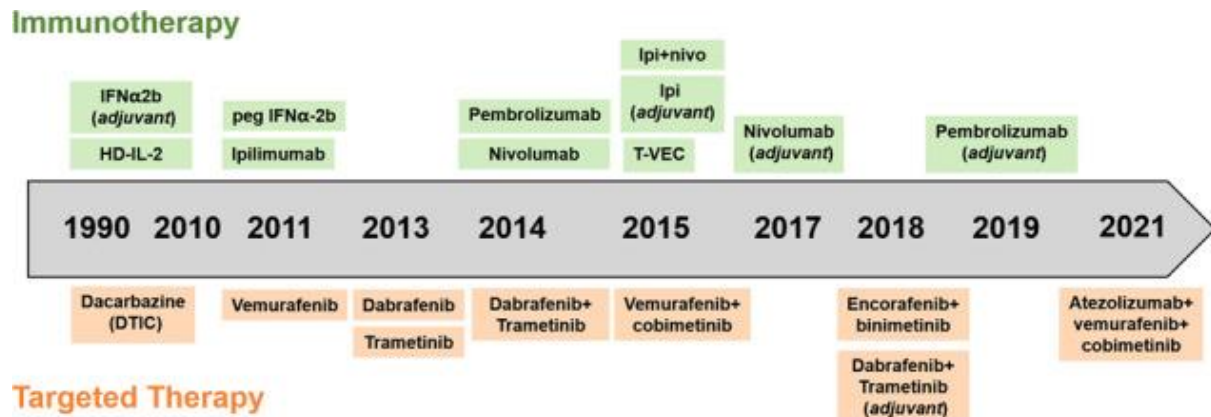 Immunotherapy
IFNα2b
(adjuvant)
HD-IL-2
peg IFNα-2b
Ipilimumab
Pembrolizumab
Nivolumab
Ipi+nivo
Ipi
(adjuvant)
T-VEC
Nivolumab
(adjuvant)
Pembrolizumab
(adjuvant)
1990 2010 2011 2013 2014 2015 2017 2018 2019 2021
Dacarbazine
(DTIC)
Vemurafenib
Dabrafenib
Trametinib
Dabrafenib+
Trametinib
Vemurafenib+
cobimetinib
Encorafenib+
binimetinib
Dabrafenib+
Trametinib
(adjuvant)
Atezolizumab+
vemurafenib+
cobimetinib
Targeted Therapy